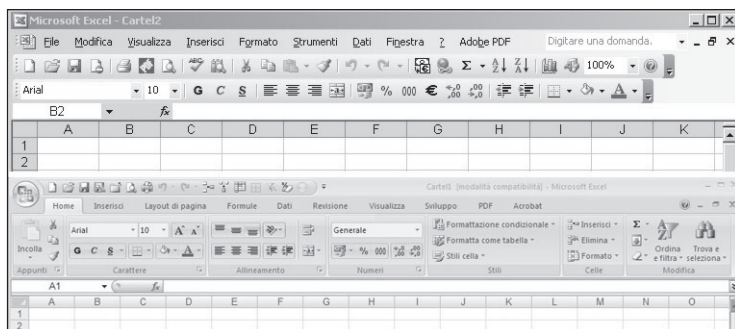 Microsoft Excel - Cartel2
File Modifica Visualizza Inserisci Formato Strumenti Dati Finestra ? Adobe PDF Digitare una domanda.
Σ 100%
Arial 10 G C S % 000 €
B2 fx
A B C D E F G H I J K
1
2
Cartel1 [modalità compatibilità] - Microsoft Excel
Home Inserisci Layout di pagina Formule Dati Revisione Visualizza Sviluppo PDF Acrobat
Incolla Arial 10 A A Generale Formattazione condizionale Inserisci Σ
G C S A % 000 Formatta come tabella Elimina Ordina e filtra Trova e seleziona
Stili cella Formato
Appunti Carattere Allineamento Numeri Stili Celle Modifica
A1 fx
A B C D E F G H I J K L M N O
1
2